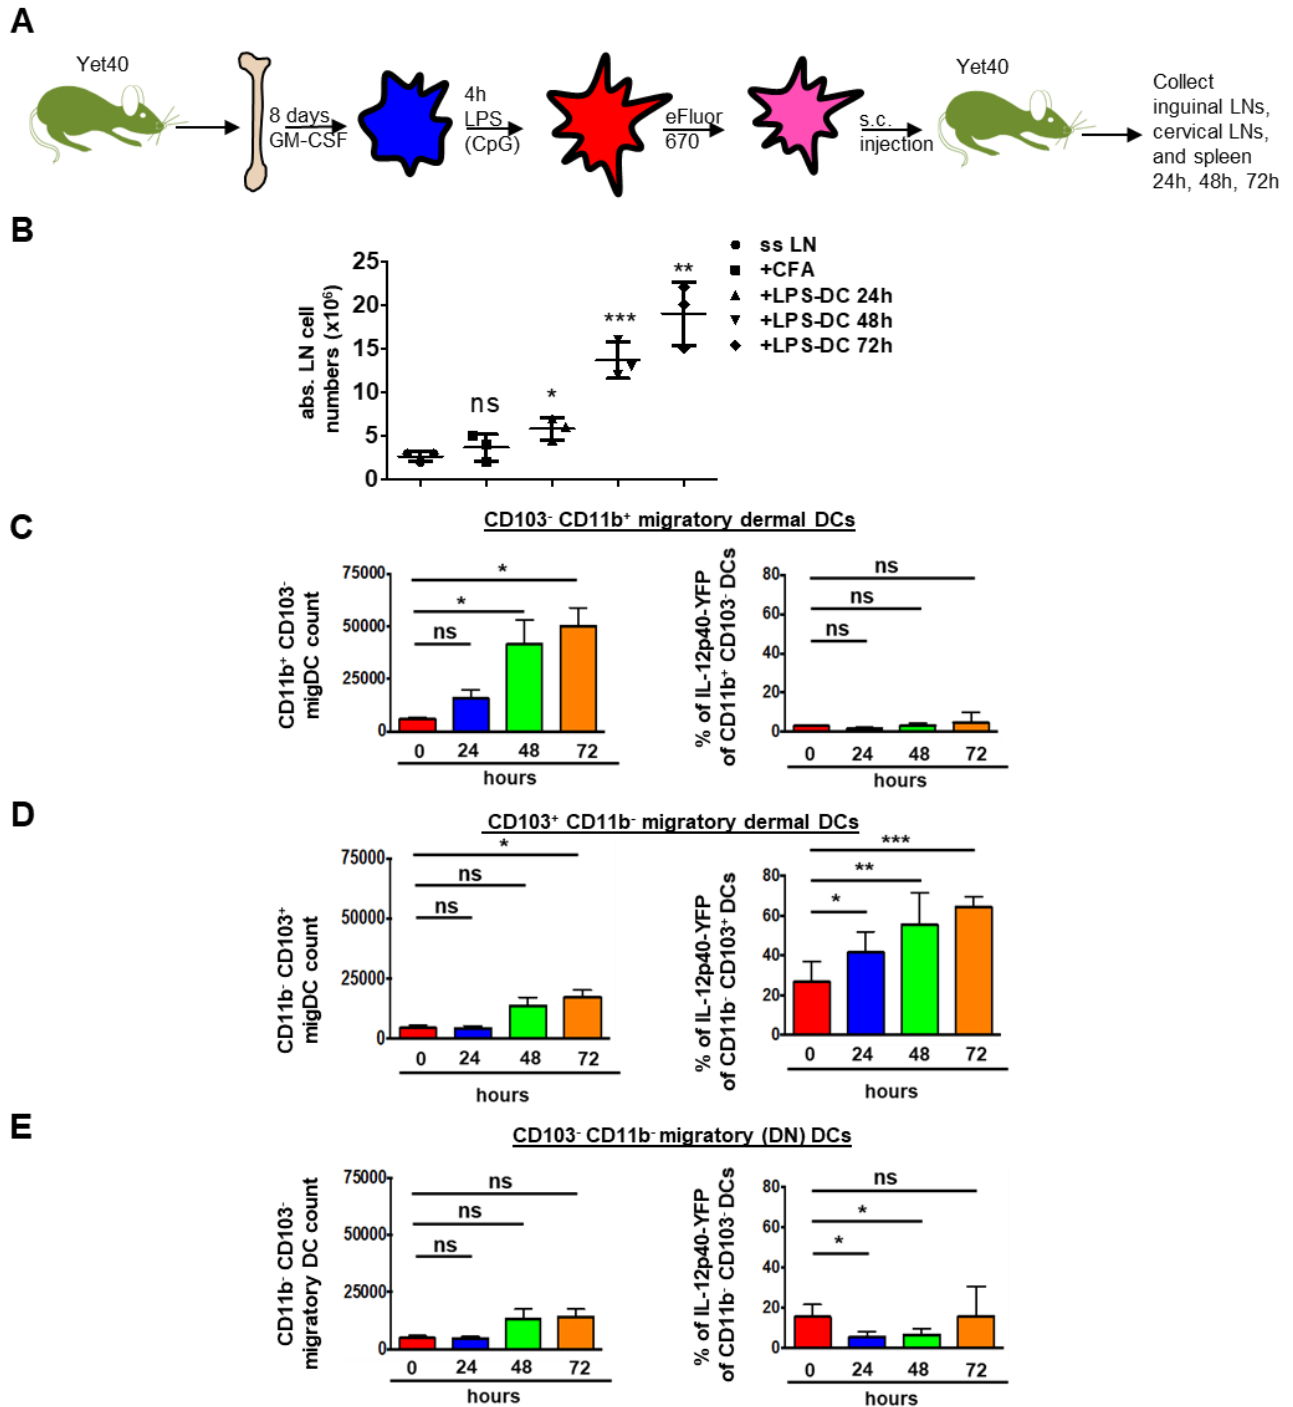 A
Yet40
8 days
GM-CSF
4h
LPS
(CpG)
eFluor
670
s.c.
injection
Yet40
Collect
inguinal LNs,
cervical LNs,
and spleen
24h, 48h, 72h
B
abs. LN cell
numbers (x10⁶)
25
20
15
10
5
0
ns
*
***
**
ss LN
+CFA
+LPS-DC 24h
+LPS-DC 48h
+LPS-DC 72h
C
CD103⁻ CD11b⁺ migratory dermal DCs
CD11b⁺ CD103⁻
migDC count
75000
50000
25000
0
*
*
ns
0 24 48 72
hours
% of IL-12p40-YFP
of CD11b⁺ CD103⁻ DCs
80
60
40
20
0
ns
ns
ns
0 24 48 72
hours
D
CD103⁺ CD11b⁻ migratory dermal DCs
CD11b⁻ CD103⁺
migDC count
75000
50000
25000
0
*
ns
ns
0 24 48 72
hours
% of IL-12p40-YFP
of CD11b⁻ CD103⁺ DCs
80
60
40
20
0
***
**
*
0 24 48 72
hours
E
CD103⁻ CD11b⁻ migratory (DN) DCs
CD11b⁻ CD103⁻
migratory DC count
75000
50000
25000
0
ns
ns
ns
0 24 48 72
hours
% of IL-12p40-YFP
of CD11b⁻ CD103⁻ DCs
80
60
40
20
0
ns
*
*
0 24 48 72
hours